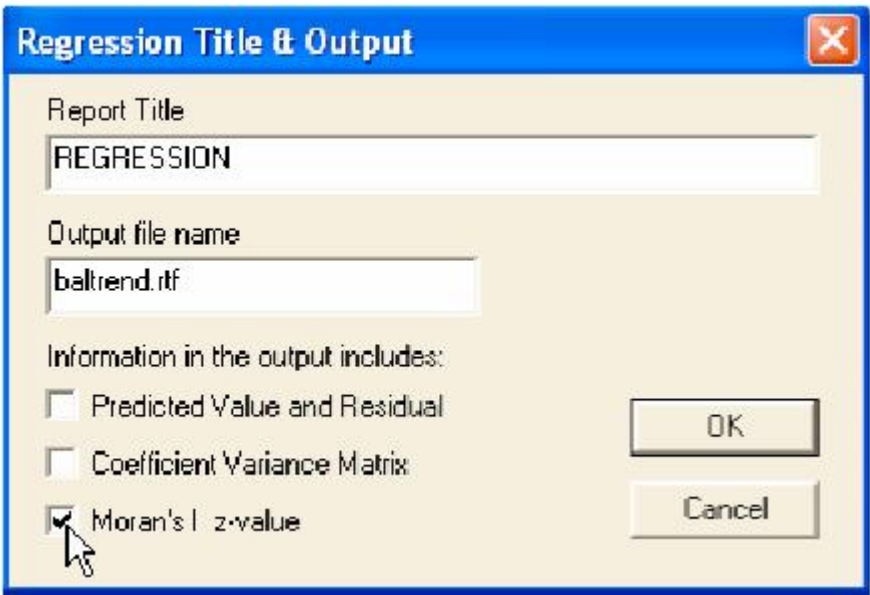 Regression Title & Output
Report Title
REGRESSION
Output file name
baltrend.rtf
Information in the output includes:
Predicted Value and Residual
OK
Coefficient Variance Matrix
Moran's I z-value
Cancel